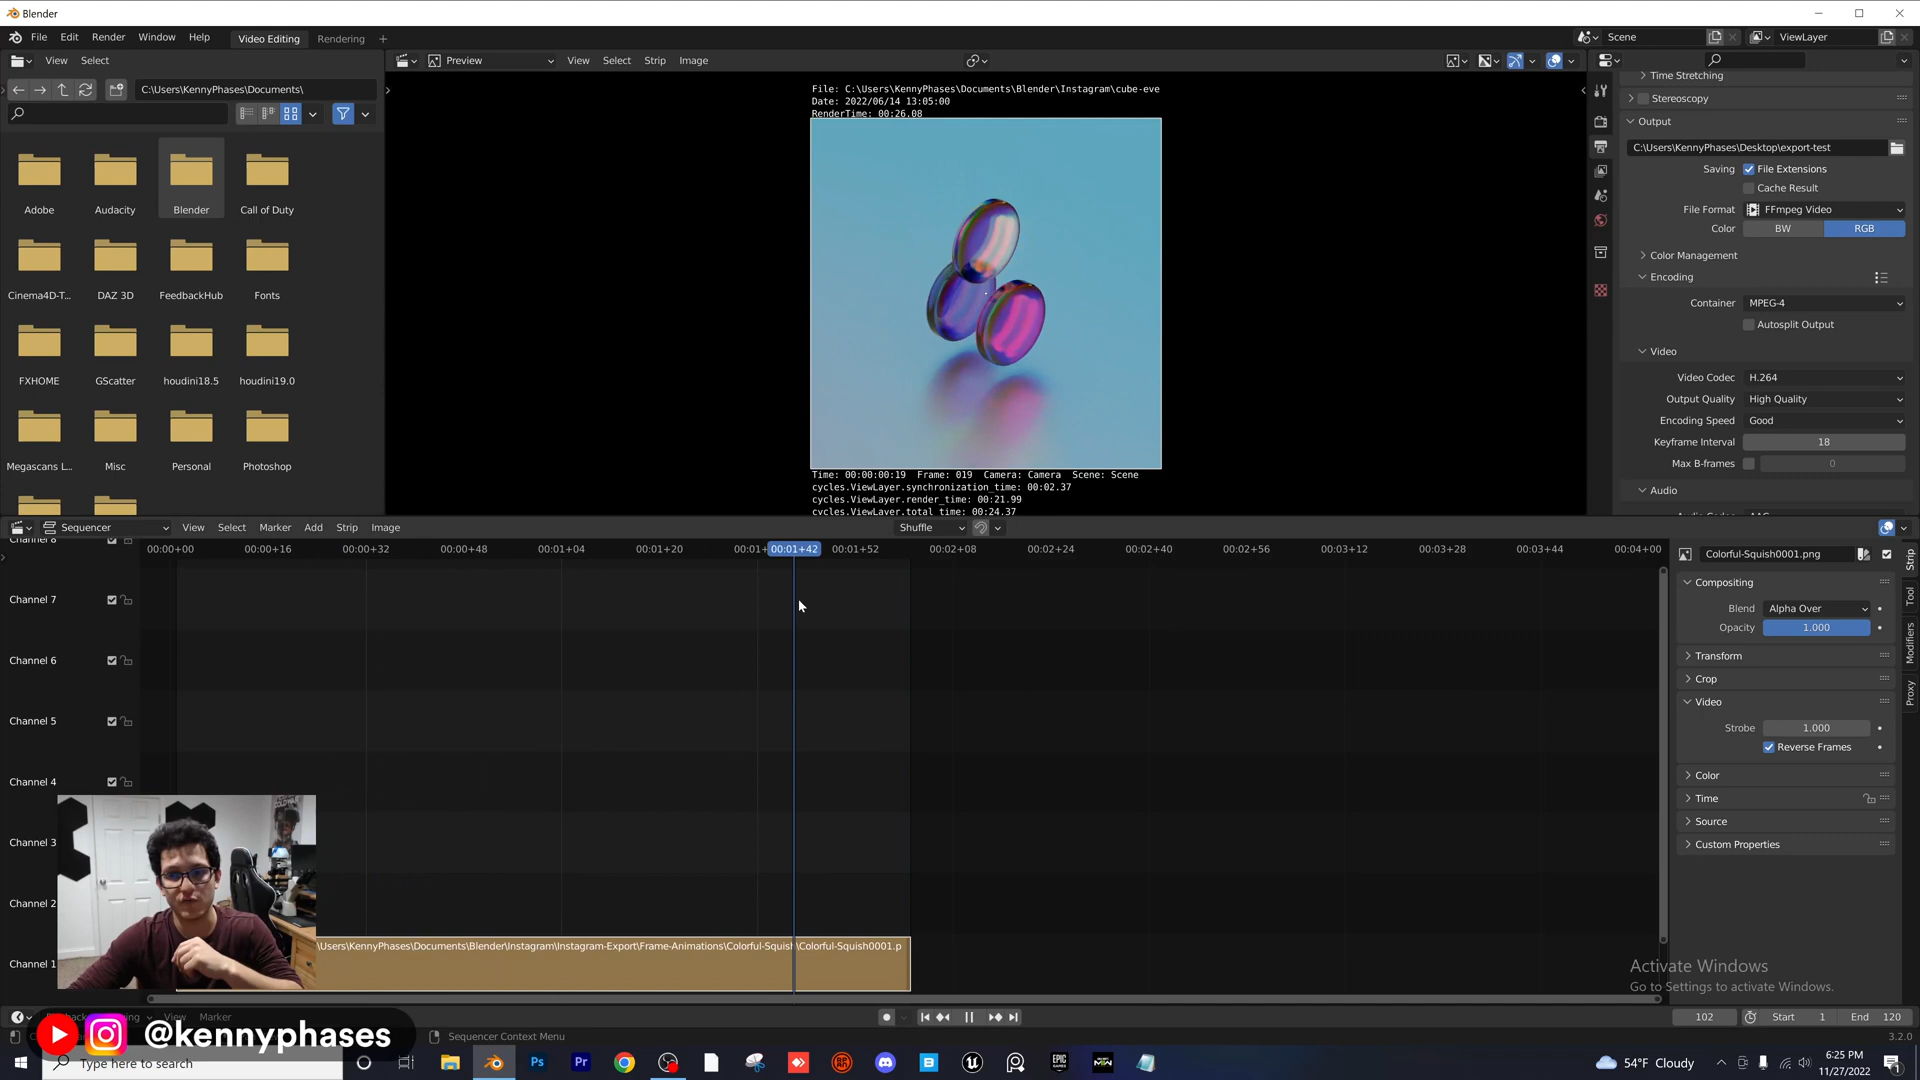 Blender
File Edit Render Window Help Video Editing Rendering + Scene ViewLayer
View Select Preview View Select Strip Image
C:\Users\KennyPhases\Documents\
Adobe Audacity Blender Call of Duty
Cinema4D-T... DAZ 3D FeedbackHub Fonts
FXHOME GScatter houdini18.5 houdini19.0
Megascans L... Misc Personal Photoshop
File: C:\Users\KennyPhases\Documents\Blender\Instagram\cube-eve
Date: 2022/06/14 13:05:00
RenderTime: 00:26.08
Time: 00:00:00:19 Frame: 019 Camera: Camera Scene: Scene
cycles.ViewLayer.synchronization_time: 00:02.37
cycles.ViewLayer.render_time: 00:21.99
cycles.ViewLayer.total_time: 00:24.37
Time Stretching
Stereoscopy
Output
C:\Users\KennyPhases\Desktop\export-test
Saving File Extensions
Cache Result
File Format FFmpeg Video
Color BW RGB
Color Management
Encoding
Container MPEG-4
Autosplit Output
Video
Video Codec H.264
Output Quality High Quality
Encoding Speed Good
Keyframe Interval 18
Max B-frames 0
Audio
Sequencer View Select Marker Add Strip Image Shuffle
00:00+00 00:00+16 00:00+32 00:00+48 00:01+04 00:01+20 00:01+ 00:01+42 00:01+52 00:02+08 00:02+24 00:02+40 00:02+56 00:03+12 00:03+28 00:03+44 00:04+00
Channel 8
Channel 7
Channel 6
Channel 5
Channel 4
Channel 3
Channel 2
Channel 1
\Users\KennyPhases\Documents\Blender\Instagram\Instagram-Export\Frame-Animations\Colorful-Squish\Colorful-Squish0001.p
Colorful-Squish0001.png
Compositing
Blend Alpha Over
Opacity 1.000
Transform
Crop
Video
Strobe 1.000
Reverse Frames
Color
Time
Source
Custom Properties
Strip
Tool
Modifiers
Proxy
Activate Windows
Go to Settings to activate Windows.
View Marker 102 Start 1 End 120
@kennyphases
Sequencer Context Menu 3.2.0
Type here to search
Ps Pr
EPIC GAMES
54°F Cloudy
6:25 PM
11/27/2022
1